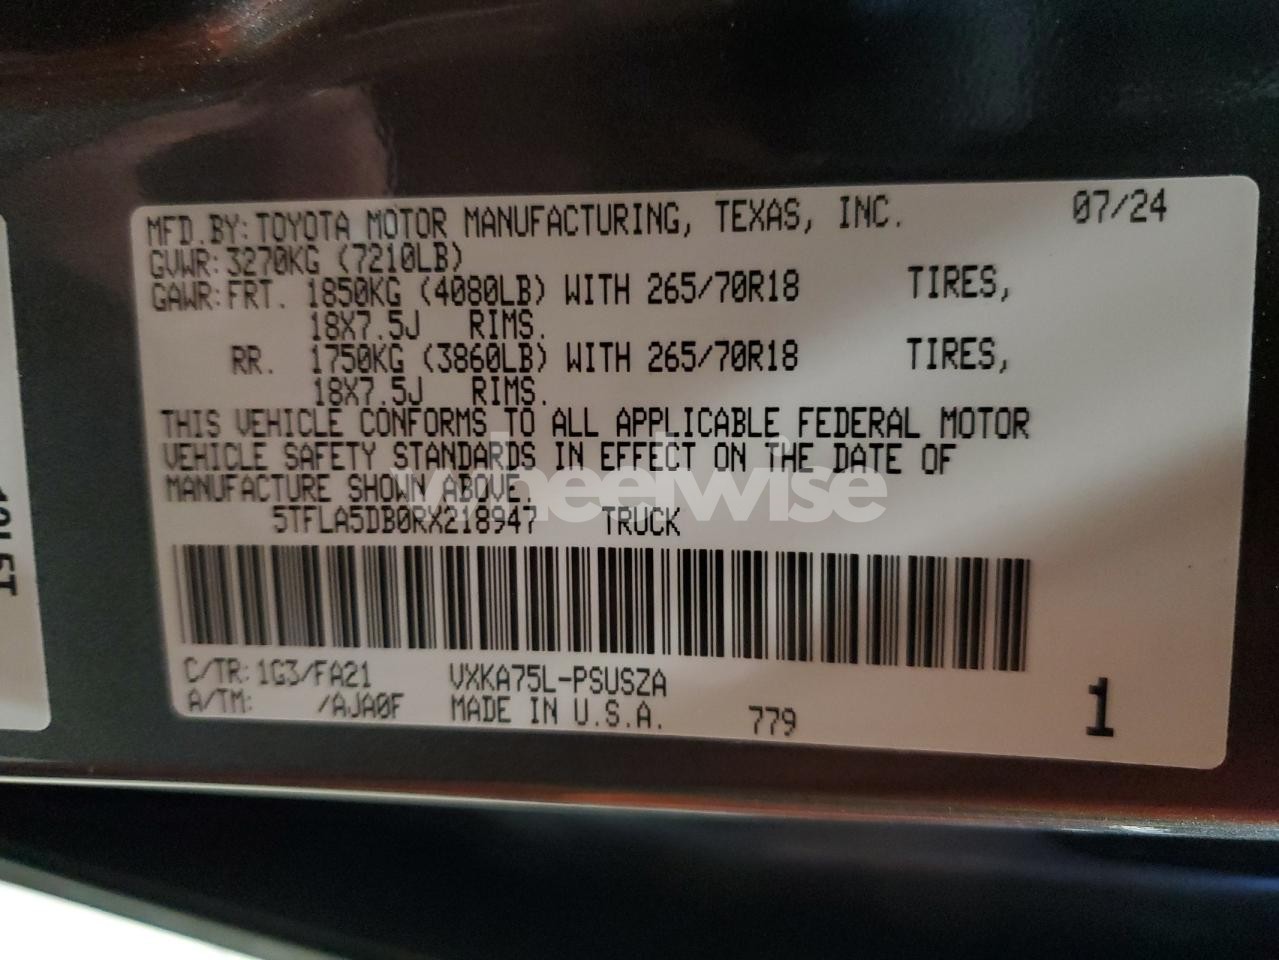 MFD.BY: TOYOTA MOTOR MANUFACTURING, TEXAS, INC. 07/24
GVWR: 3270KG (7210LB)
GAWR: FRT. 1850KG (4080LB) WITH 265/70R18 TIRES,
18X7.5J RIMS.
RR. 1750KG (3860LB) WITH 265/70R18 TIRES,
18X7.5J RIMS.
THIS VEHICLE CONFORMS TO ALL APPLICABLE FEDERAL MOTOR
VEHICLE SAFETY STANDARDS IN EFFECT ON THE DATE OF
MANUFACTURE SHOWN ABOVE.
wheelwise
5TFLA5DB0RX218947 TRUCK
C/TR: 1G3/FA21 VXKA75L-PSUSZA
A/TM: /AJA0F MADE IN U.S.A. 779 1